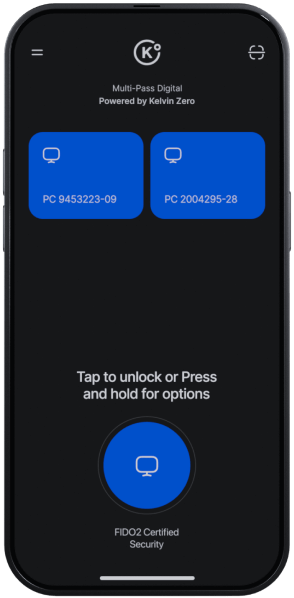 K
Multi-Pass Digital
Powered by Kelvin Zero
PC 9453223-09
PC 2004295-28
Tap to unlock or Press
and hold for options
FIDO2 Certified
Security